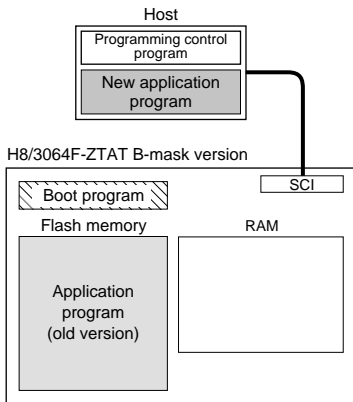 Host
Programming control
program
New application
program
H8/3064F-ZTAT B-mask version
SCI
Boot program
Flash memory
RAM
Application
program
(old version)